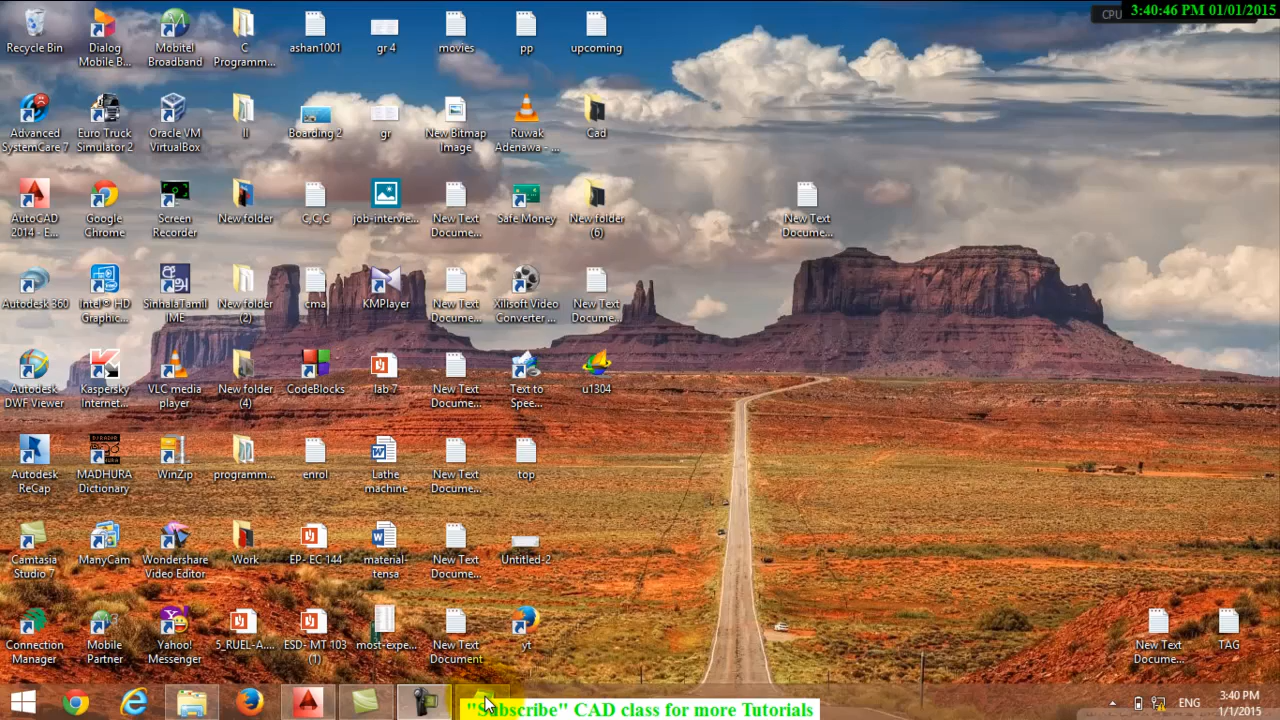 CPU
3:40:46 PM 01/01/2015
Recycle Bin
Dialog
Mobile B...
Mobitel
Broadband
C
Programm...
ashan1001
gr 4
movies
pp
upcoming
Advanced
SystemCare 7
Euro Truck
Simulator 2
Oracle VM
VirtualBox
Boarding 2
gr
New Bitmap
Image
Ruwak
Adenawa - ...
Cad
AutoCAD
2014 - E...
Google
Chrome
Screen
Recorder
New folder
C,C,C
job-intervie...
New Text
Docume...
Safe Money
New folder
(6)
New Text
Docume...
Autodesk 360
Intel® HD
Graphic...
SinhalaTamil
IME
New folder
(2)
cma
KMPlayer
New Text
Docume...
Xilisoft Video
Converter ...
New Text
Docume...
Autodesk
DWF Viewer
Kaspersky
Internet...
VLC media
player
New folder
(4)
CodeBlocks
lab 7
New Text
Docume...
Text to
Spee...
u1304
Autodesk
ReCap
MADHURA
Dictionary
WinZip
programm...
enrol
Lathe
machine
New Text
Docume...
top
Camtasia
Studio 7
ManyCam
Wondershare
Video Editor
Work
EP- EC 144
material-
tensa
New Text
Docume...
Untitled-2
Connection
Manager
Mobile
Partner
Yahoo!
Messenger
5_RUEL-A....
ESD- MT 103
(1)
most-expe...
New Text
Document
yt
New Text
Docume...
TAG
"Subscribe" CAD class for more Tutorials
ENG
3:40 PM
1/1/2015